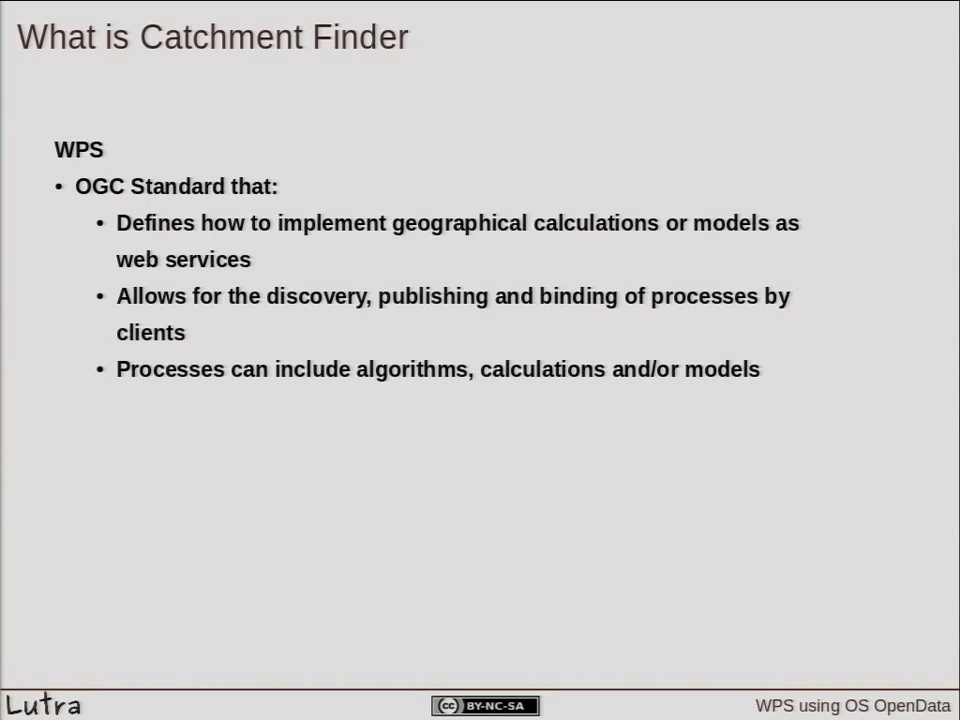 What is Catchment Finder
WPS
• OGC Standard that:
• Defines how to implement geographical calculations or models as
web services
• Allows for the discovery, publishing and binding of processes by
clients
• Processes can include algorithms, calculations and/or models
Lutra
cc BY-NC-SA
WPS using OS OpenData